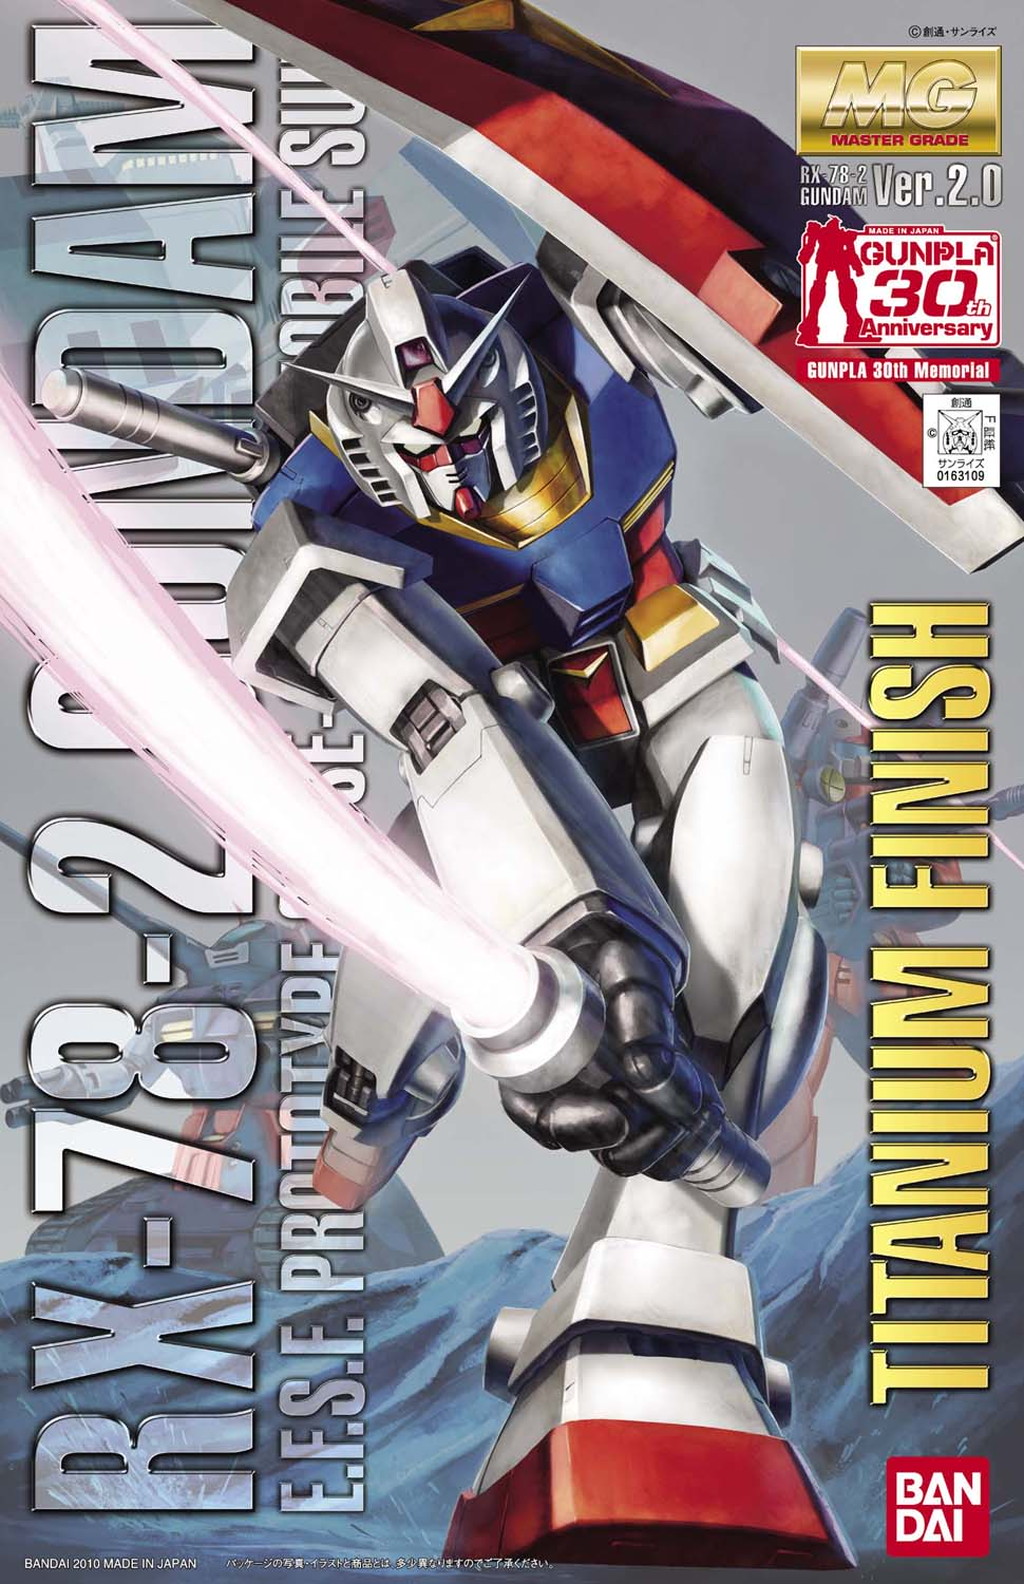 ©創通・サンライズ
MG
MASTER GRADE
RX-78-2
GUNDAM Ver.2.0
MADE IN JAPAN
GUNPLA
30th
Anniversary
GUNPLA 30th Memorial
創通
©
サンライズ
0163109
RX-78-2 GUNDAM
E.F.S.F. PROTOTYPE
TITANIUM FINISH
BAN
DAI
BANDAI 2010 MADE IN JAPAN
パッケージの写真・イラストと商品とは、多少異なりますのでご了承ください。